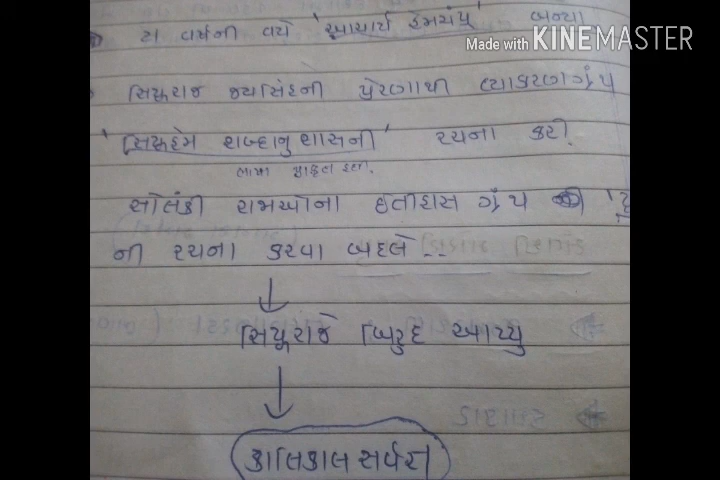 ૨૧ વર્ષની વયે 'આચાર્ય હેમચંદ્ર' બન્યા
Made with KINEMASTER
સિદ્ધરાજ જયસિંહની પ્રેરણાથી વ્યાકરણગ્રંથ
'સિદ્ધહેમ શબ્દાનુશાસન' રચના કરી.
ભાષા પ્રાકૃત હતી.
સોલંકી રાજાઓના ઇતિહાસ ગ્રંથ
ની રચના કરવા બદલ
સિદ્ધરાજે બિરુદ આપ્યુ
કાલિકાલ સર્વજ્ઞ